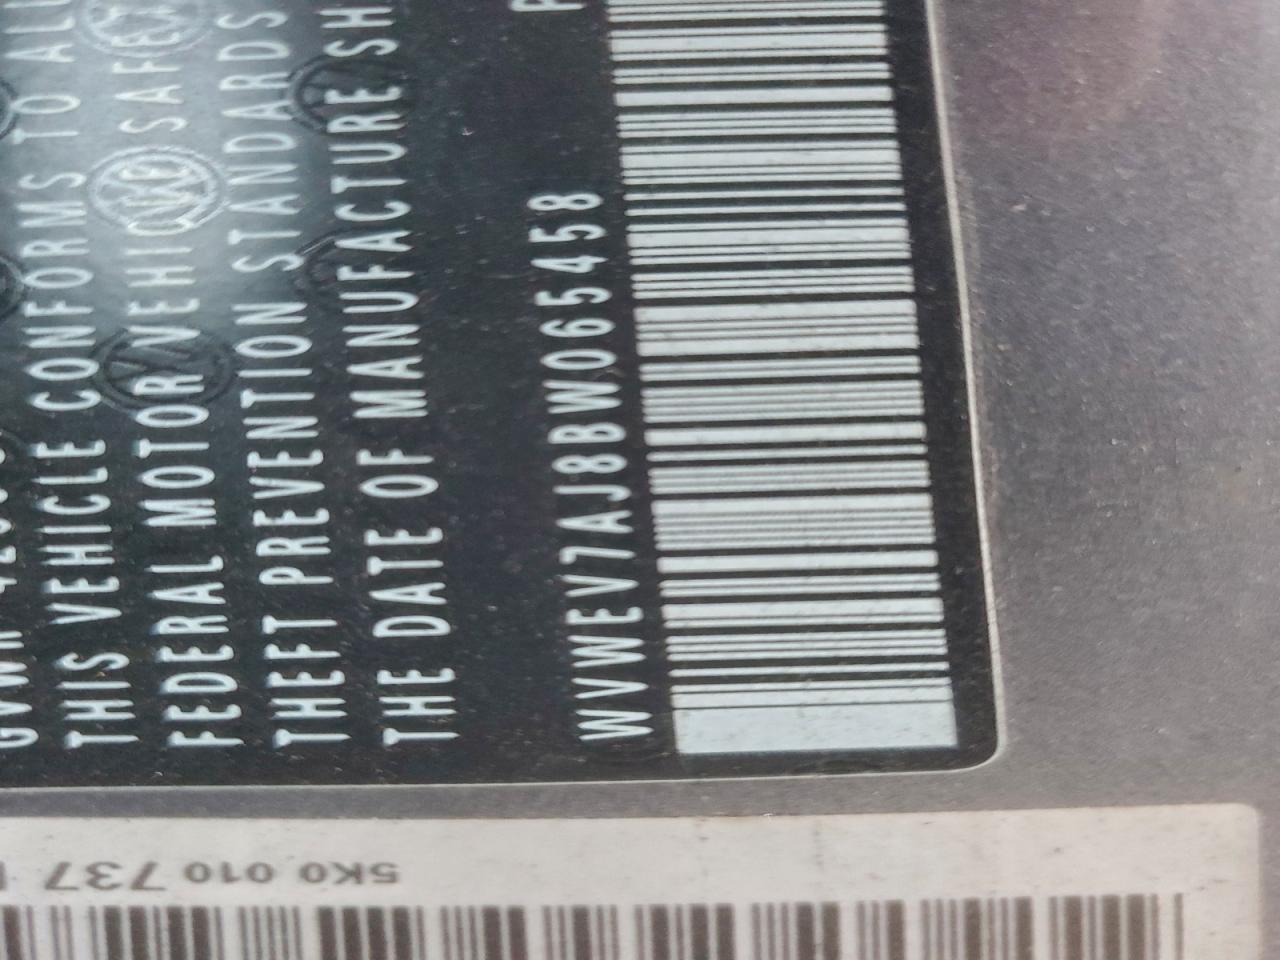 THIS VEHICLE CONFORMS TO ALL
FEDERAL MOTOR VEHICLE SAFETY
THEFT PREVENTION STANDARDS
THE DATE OF MANUFACTURE SH
WVWEV7AJ8BW065458
5K0 010 737